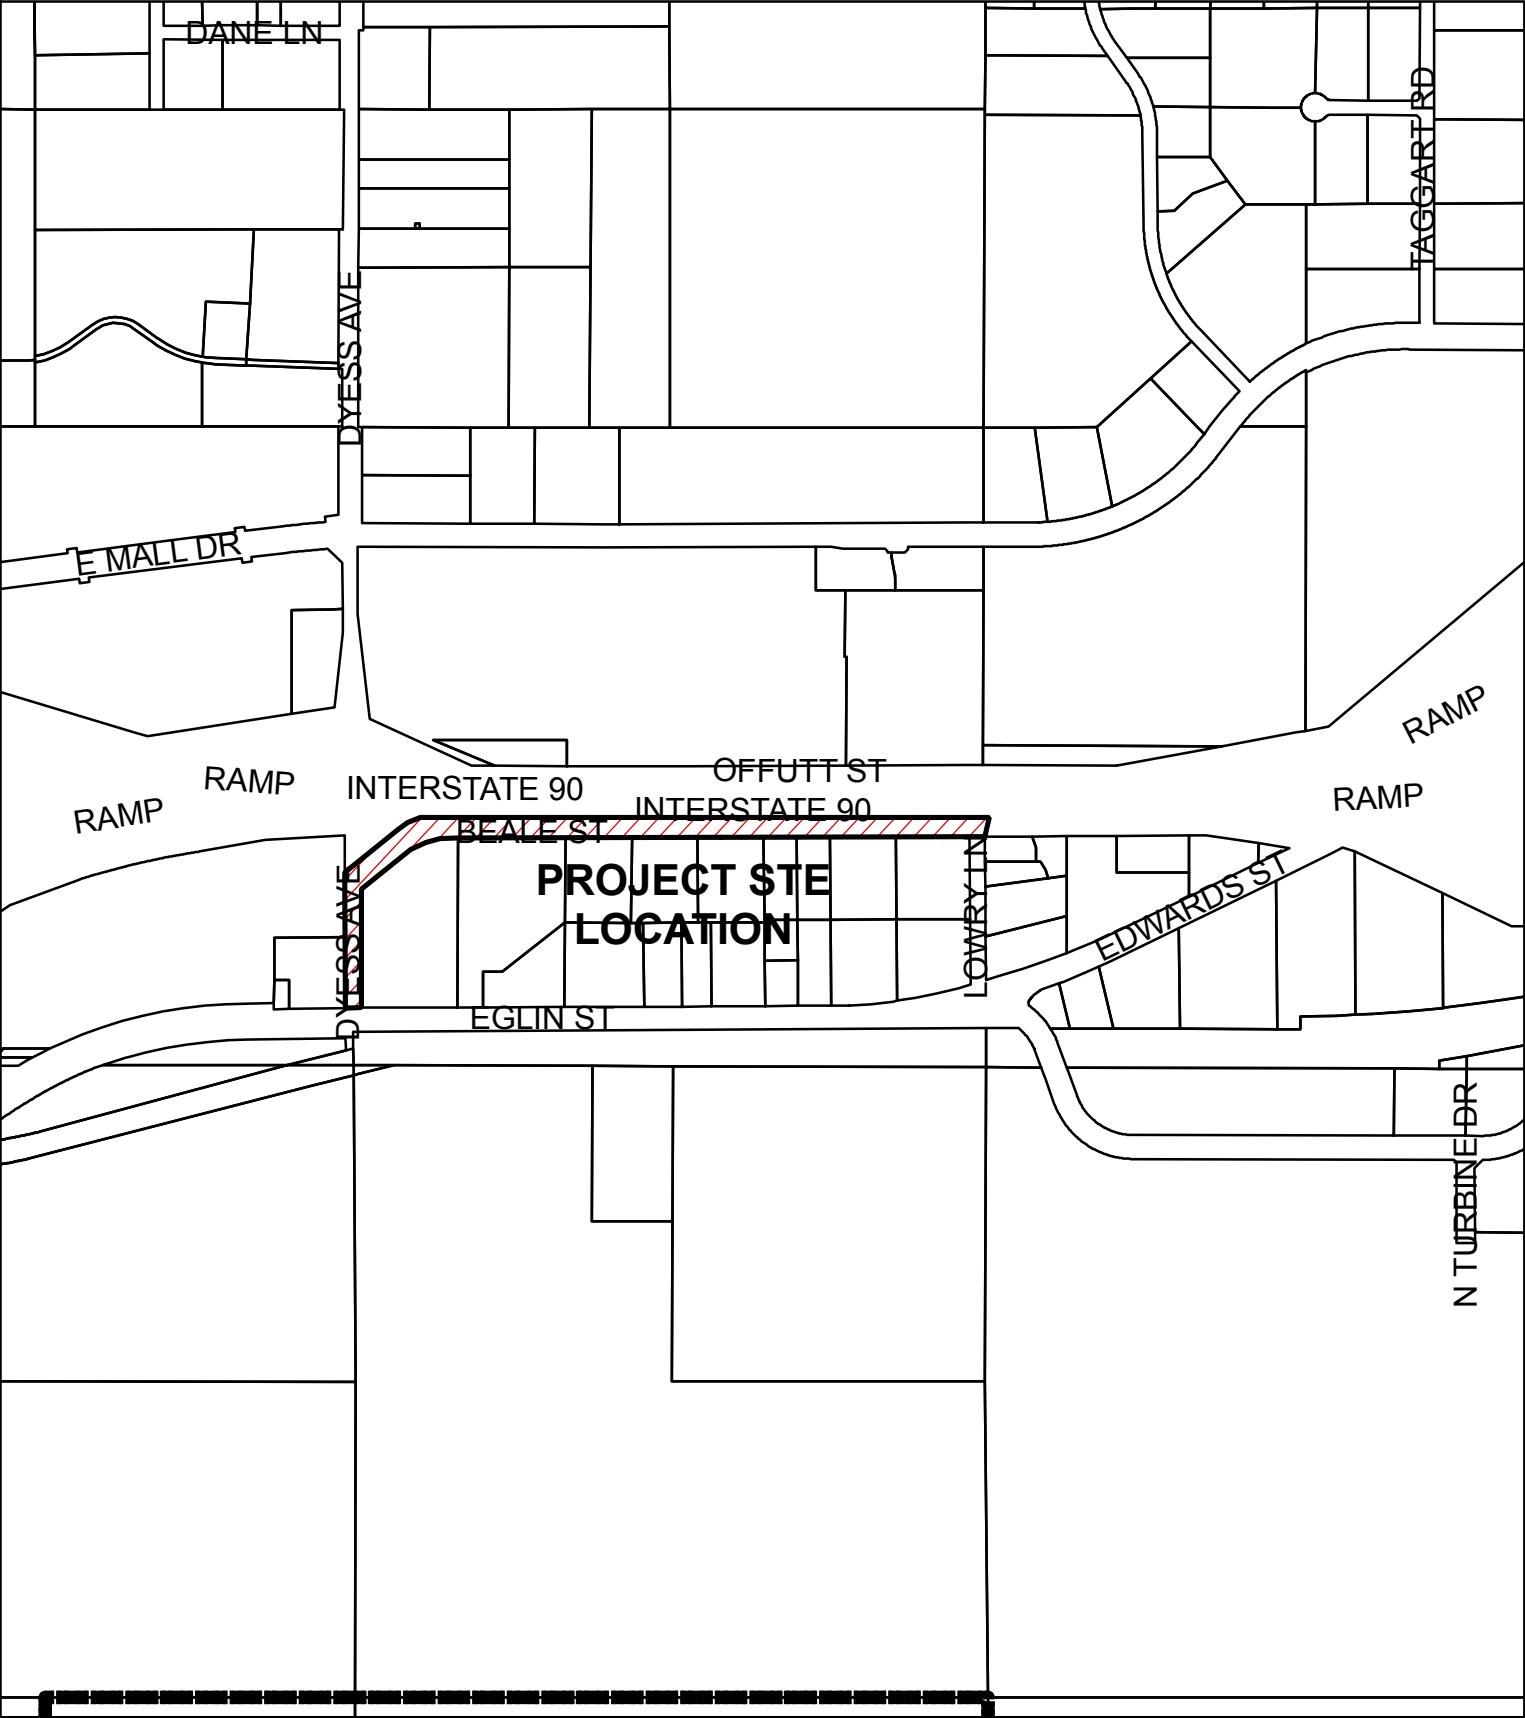 DANE LN
TAGGART RD
DYESS AVE
E MALL DR
RAMP
OFFUTT ST
RAMP
INTERSTATE 90
RAMP
RAMP
INTERSTATE 90
BEALE ST
PROJECT STE
LOCATION
DYESS AVE
LOWRY LN
EDWARDS ST
EGLIN ST
N TURBINE DR